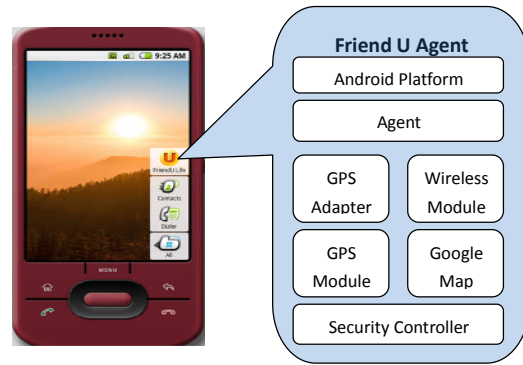 9:25 AM
FriendU Life
Contacts
Dialer
All
MENU
Friend U Agent
Android Platform
Agent
GPS
Adapter
Wireless
Module
GPS
Module
Google
Map
Security Controller